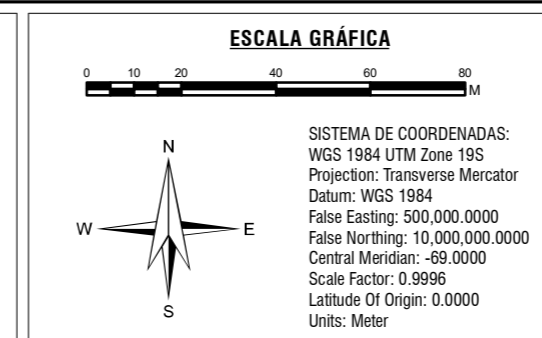 ESCALA GRÁFICA
0 10 20 40 60 80
M
N
W E
S
SISTEMA DE COORDENADAS:
WGS 1984 UTM Zone 19S
Projection: Transverse Mercator
Datum: WGS 1984
False Easting: 500,000.0000
False Northing: 10,000,000.0000
Central Meridian: -69.0000
Scale Factor: 0.9996
Latitude Of Origin: 0.0000
Units: Meter